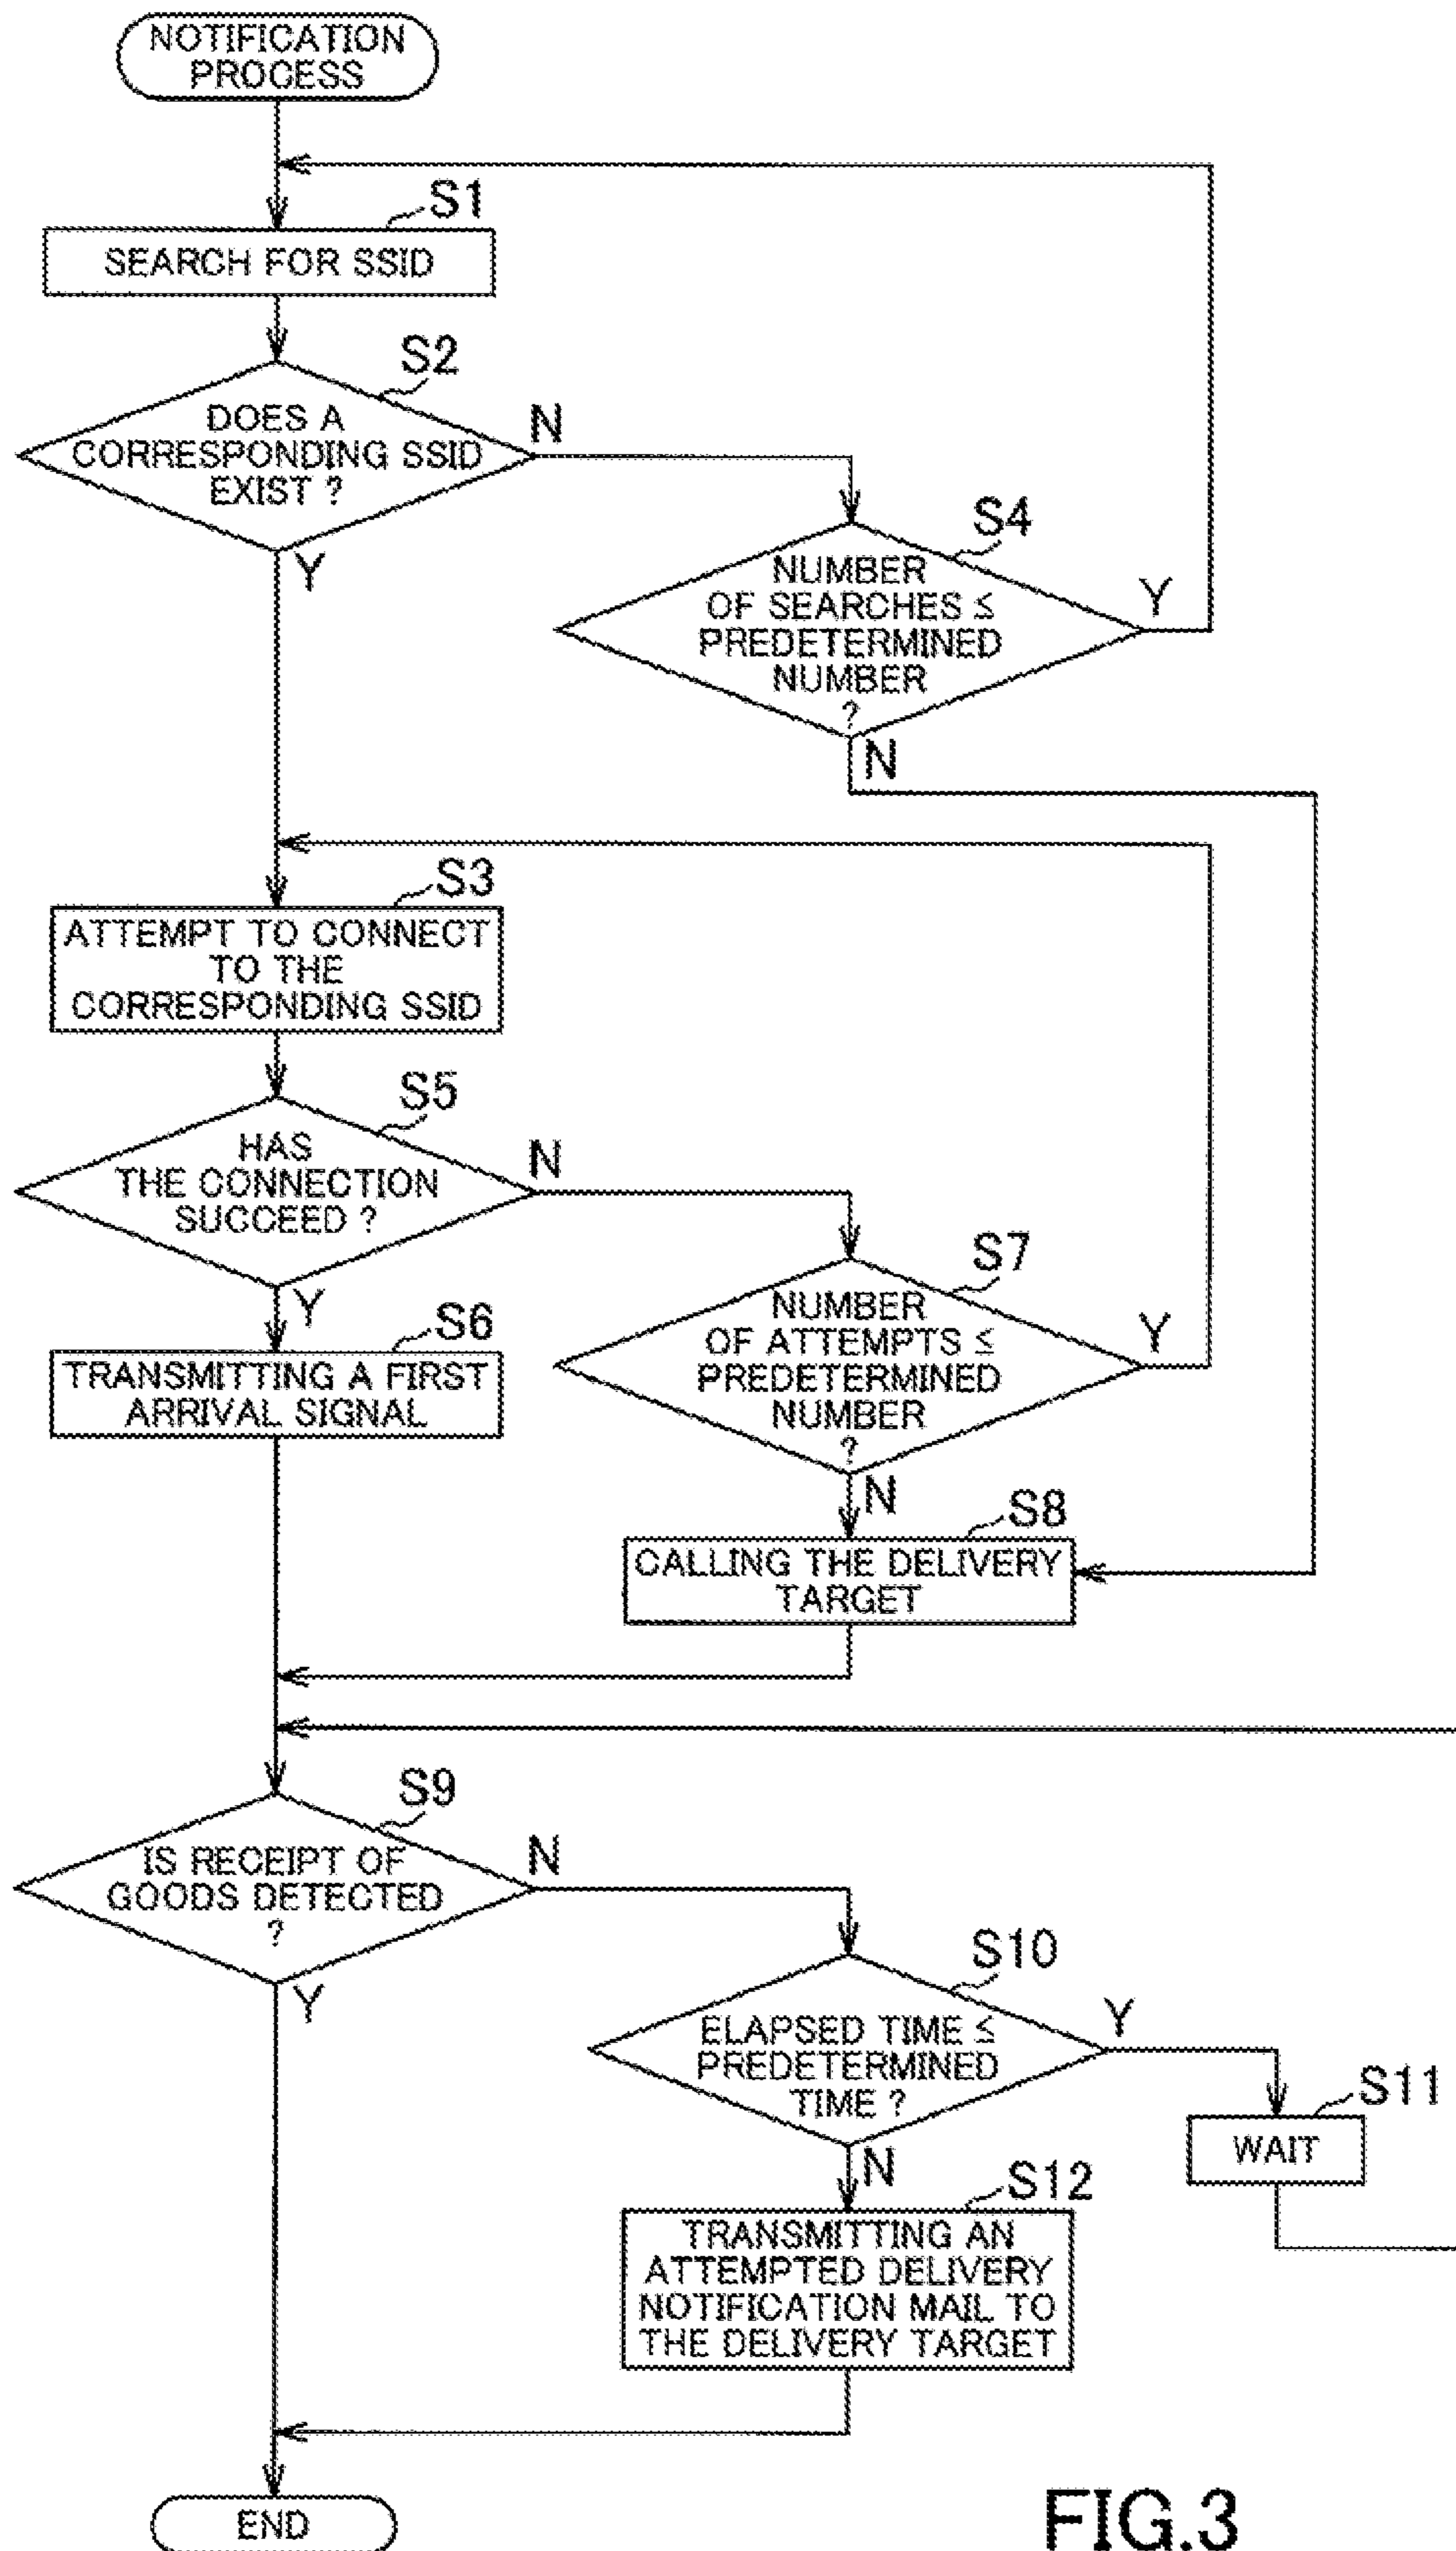 NOTIFICATION
PROCESS
S1
SEARCH FOR SSID
S2
DOES A
CORRESPONDING SSID
EXIST ?
N
Y
S4
NUMBER
OF SEARCHES ≤
PREDETERMINED
NUMBER
?
Y
N
S3
ATTEMPT TO CONNECT
TO THE
CORRESPONDING SSID
S5
HAS
THE CONNECTION
SUCCEED ?
N
Y
S7
NUMBER
OF ATTEMPTS ≤
PREDETERMINED
NUMBER
?
Y
N
S6
TRANSMITTING A FIRST
ARRIVAL SIGNAL
S8
CALLING THE DELIVERY
TARGET
S9
IS RECEIPT OF
GOODS DETECTED
?
N
Y
S10
ELAPSED TIME ≤
PREDETERMINED
TIME ?
Y
N
S11
WAIT
S12
TRANSMITTING AN
ATTEMPTED DELIVERY
NOTIFICATION MAIL TO
THE DELIVERY TARGET
END
FIG.3